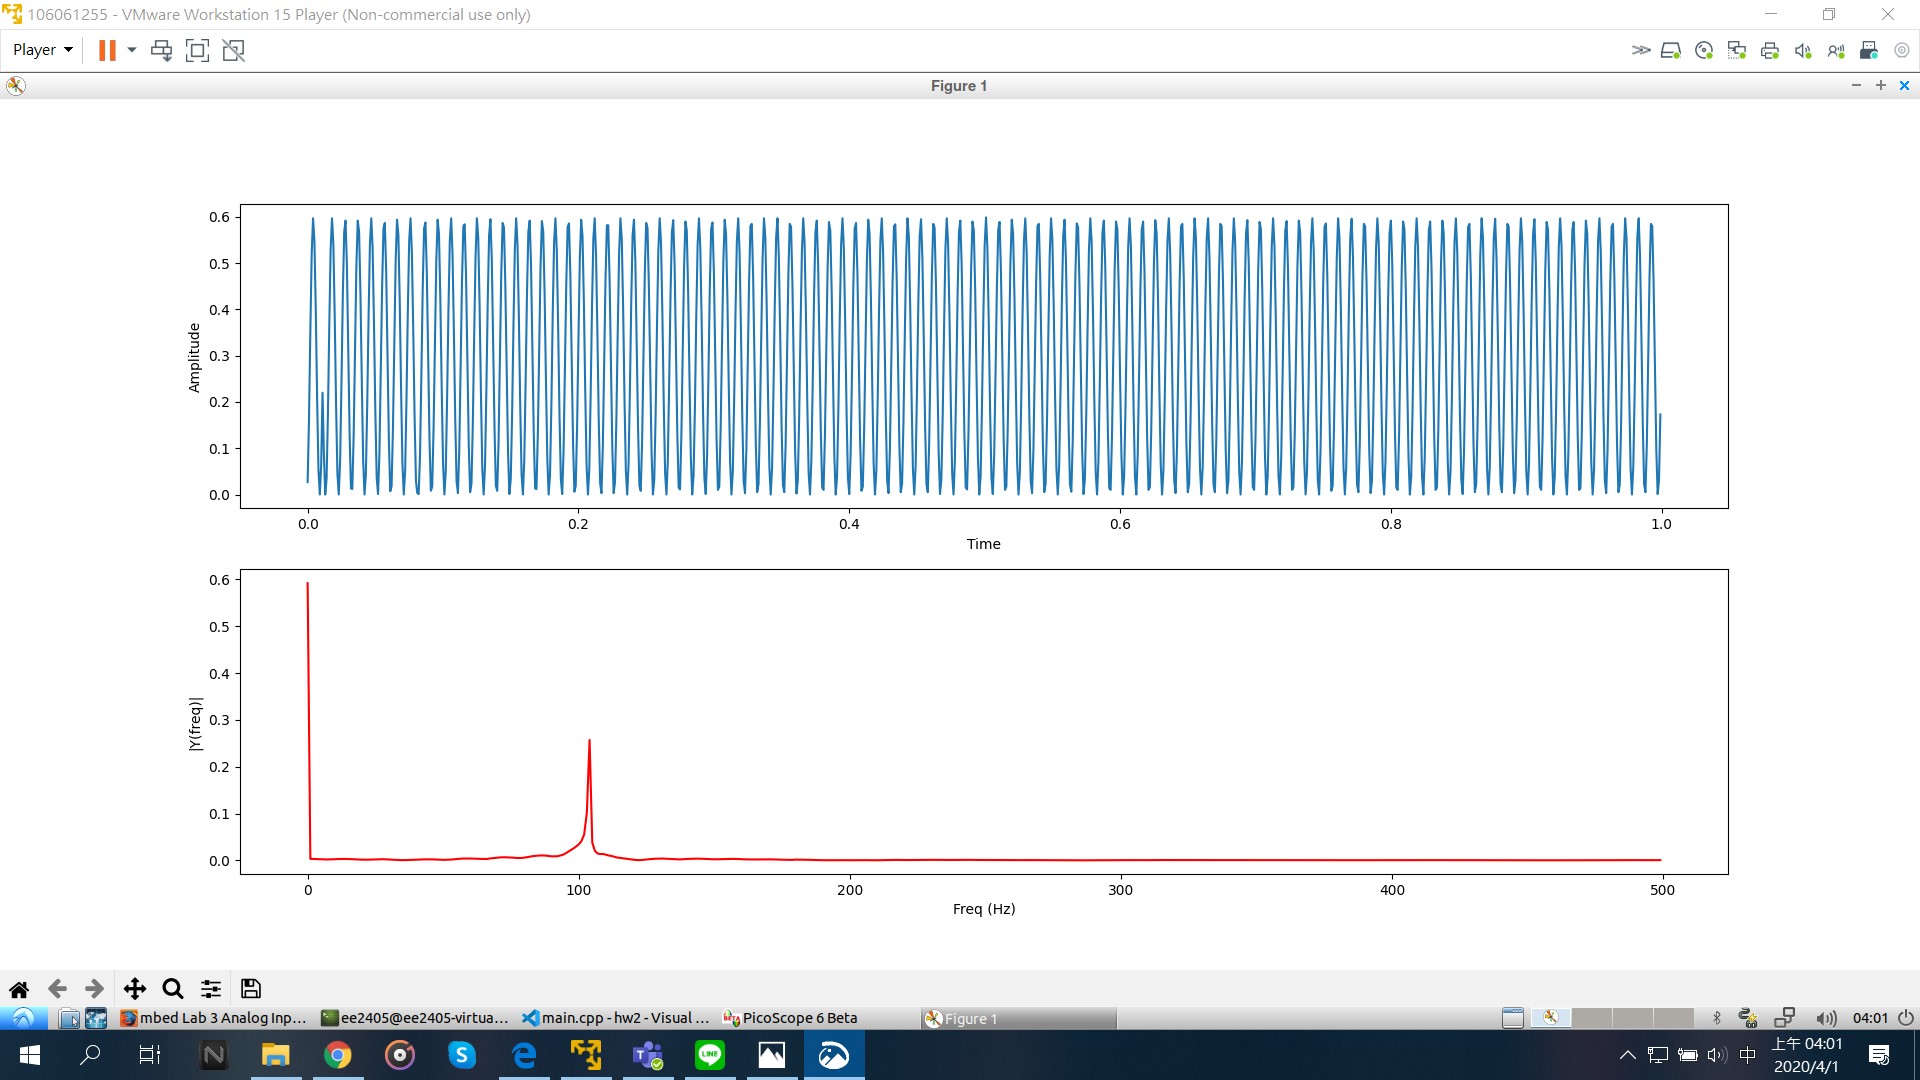 106061255 - VMware Workstation 15 Player (Non-commercial use only)
Player
Figure 1
0.6
0.5
0.4
0.3
0.2
0.1
0.0
Amplitude
0.0 0.2 0.4 0.6 0.8 1.0
Time
0.6
0.5
0.4
0.3
0.2
0.1
0.0
|Y(freq)|
0 100 200 300 400 500
Freq (Hz)
mbed Lab 3 Analog Inp... ee2405@ee2405-virtua... main.cpp - hw2 - Visual ... BETA PicoScope 6 Beta Figure 1 04:01
N S T LINE 中 上午 04:01
2020/4/1